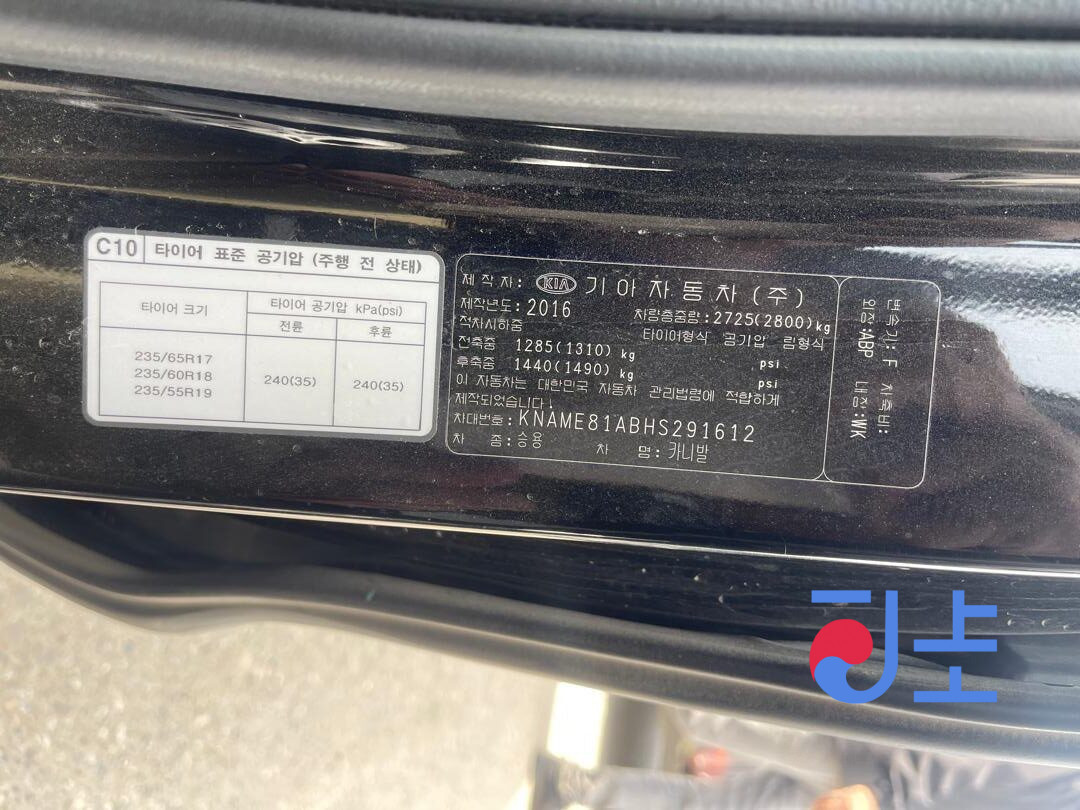 C10 타이어 표준 공기압 (주행 전 상태)
타이어 크기
타이어 공기압 kPa(psi)
전륜 후륜
235/65R17
235/60R18
235/55R19
240(35) 240(35)
제작자: KIA 기아자동차(주)
제작년도: 2016 차량총중량: 2725(2800)kg
적차시하중 타이어형식 공기압 림형식
전축중 1285(1310) kg psi
후축중 1440(1490) kg psi
이 자동차는 대한민국 자동차 관리법령에 적합하게
제작되었습니다.
차대번호: KNAME81ABHS291612
차 종: 승용 차 명: 카니발
변속기: F 차축비:
외장: ABP 내장: WK